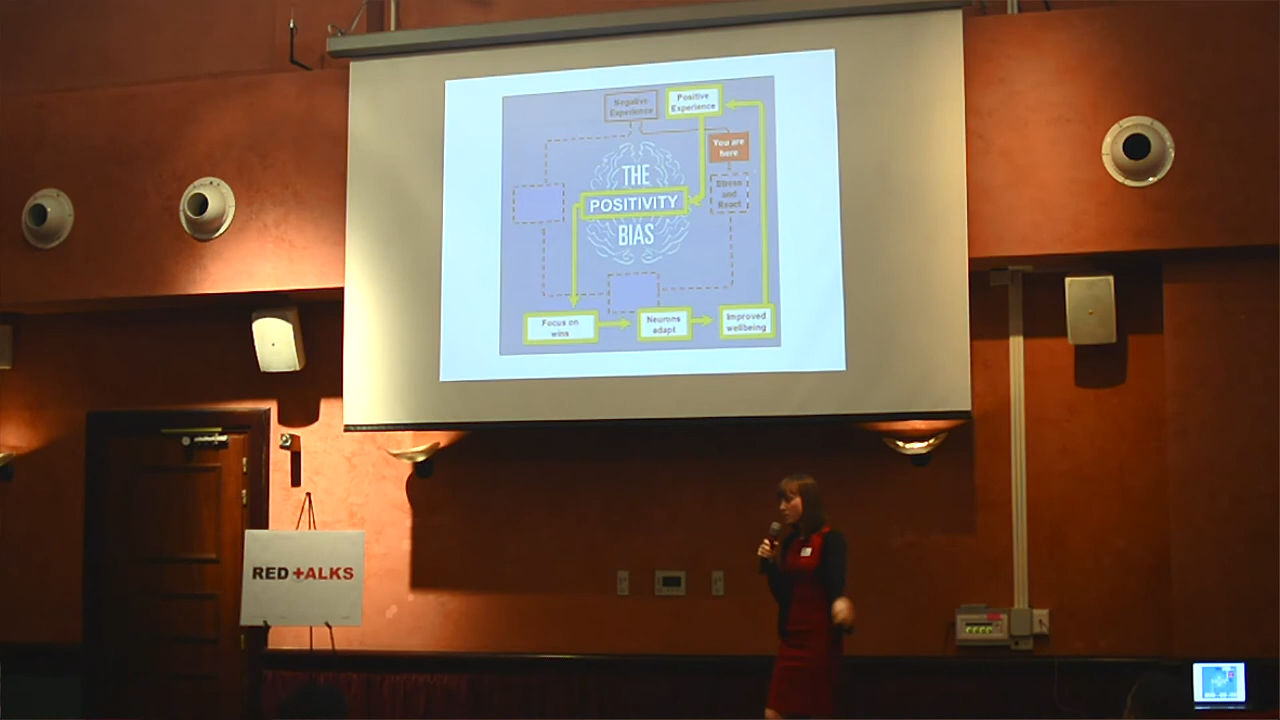 Negative
Experience
Positive
Experience
You are
here
Stress
and
React
THE
POSITIVITY
BIAS
Focus on
wins
Neurons
adapt
Improved
wellbeing
RED +ALKS